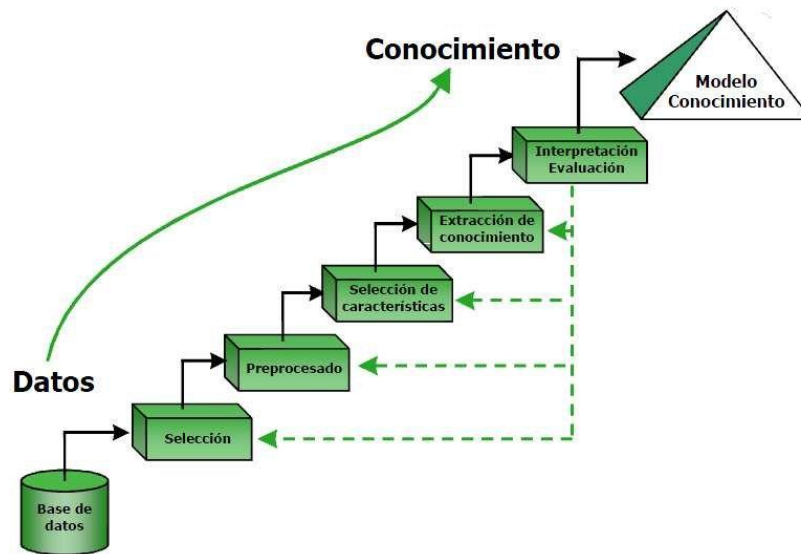 Conocimiento
Modelo
Conocimiento
Interpretación
Evaluación
Extracción de
conocimiento
Selección de
características
Preprocesado
Datos
Selección
Base de
datos